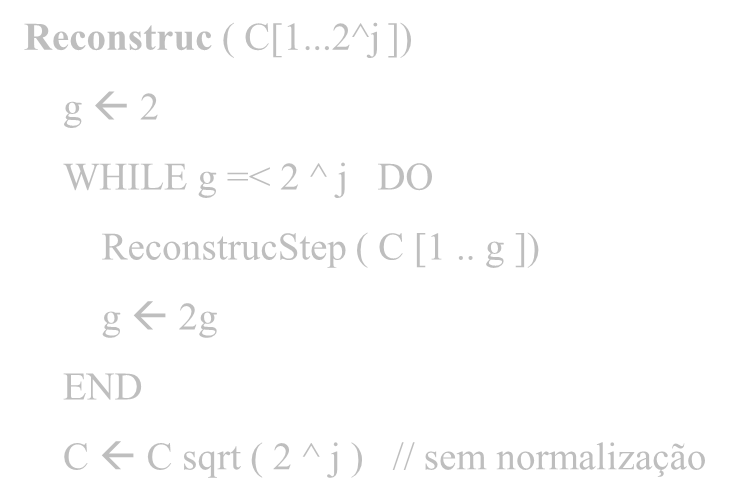 Reconstruc ( C[1...2^j ])
g ← 2
WHILE g =< 2 ^ j DO
ReconstrucStep ( C [1 .. g ])
g ← 2g
END
C ← C sqrt ( 2 ^ j ) // sem normalização